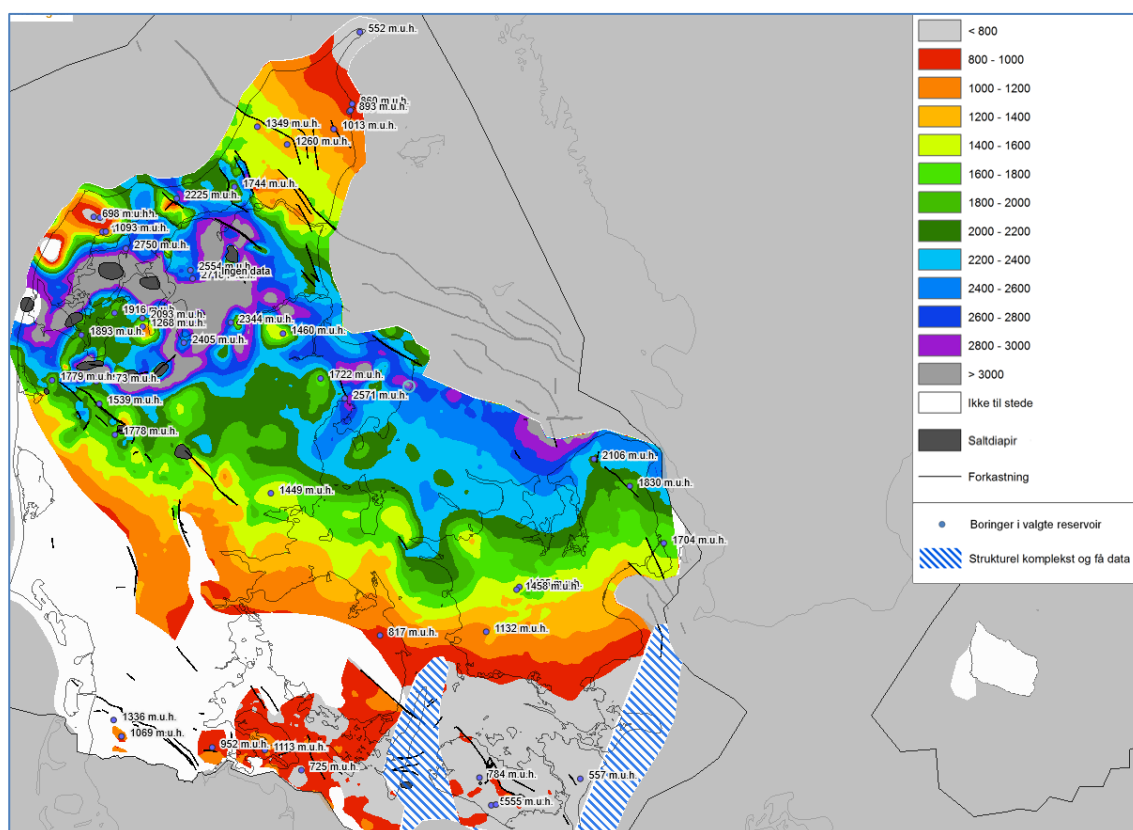 552 m.u.h.
893 m.u.h.
1013 m.u.h.
1349 m.u.h.
1260 m.u.h.
1744 m.u.h.
2225 m.u.h.
698 m.u.h.
1093 m.u.h.
2750 m.u.h.
2554 m.u.h.
Ingen data
1916 m.u.h.
2093 m.u.h.
1268 m.u.h.
2344 m.u.h.
1893 m.u.h.
2405 m.u.h.
1460 m.u.h.
1779 m.u.h.
73 m.u.h.
1722 m.u.h.
1539 m.u.h.
2571 m.u.h.
1778 m.u.h.
2106 m.u.h.
1830 m.u.h.
1449 m.u.h.
1704 m.u.h.
1458 m.u.h.
1132 m.u.h.
817 m.u.h.
1336 m.u.h.
1069 m.u.h.
952 m.u.h.
1113 m.u.h.
725 m.u.h.
784 m.u.h.
557 m.u.h.
555 m.u.h.
< 800
800 - 1000
1000 - 1200
1200 - 1400
1400 - 1600
1600 - 1800
1800 - 2000
2000 - 2200
2200 - 2400
2400 - 2600
2600 - 2800
2800 - 3000
> 3000
Ikke til stede
Saltdiapir
Forkastning
Boringer i valgte reservoir
Strukturel komplekst og få data